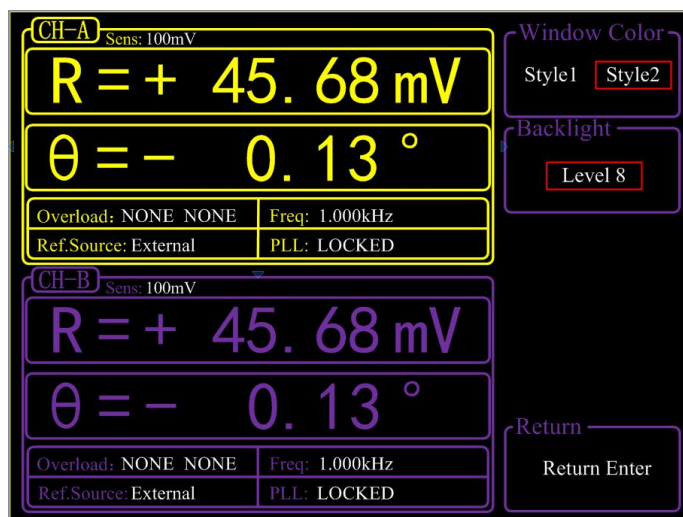 CH-A Sens: 100mV
R = + 45. 68 mV
θ = - 0. 13 °
Overload: NONE NONE Freq: 1.000kHz
Ref.Source: External PLL: LOCKED
CH-B Sens: 100mV
R = + 45. 68 mV
θ = - 0. 13 °
Overload: NONE NONE Freq: 1.000kHz
Ref.Source: External PLL: LOCKED
Window Color
Style1 Style2
Backlight
Level 8
Return
Return Enter